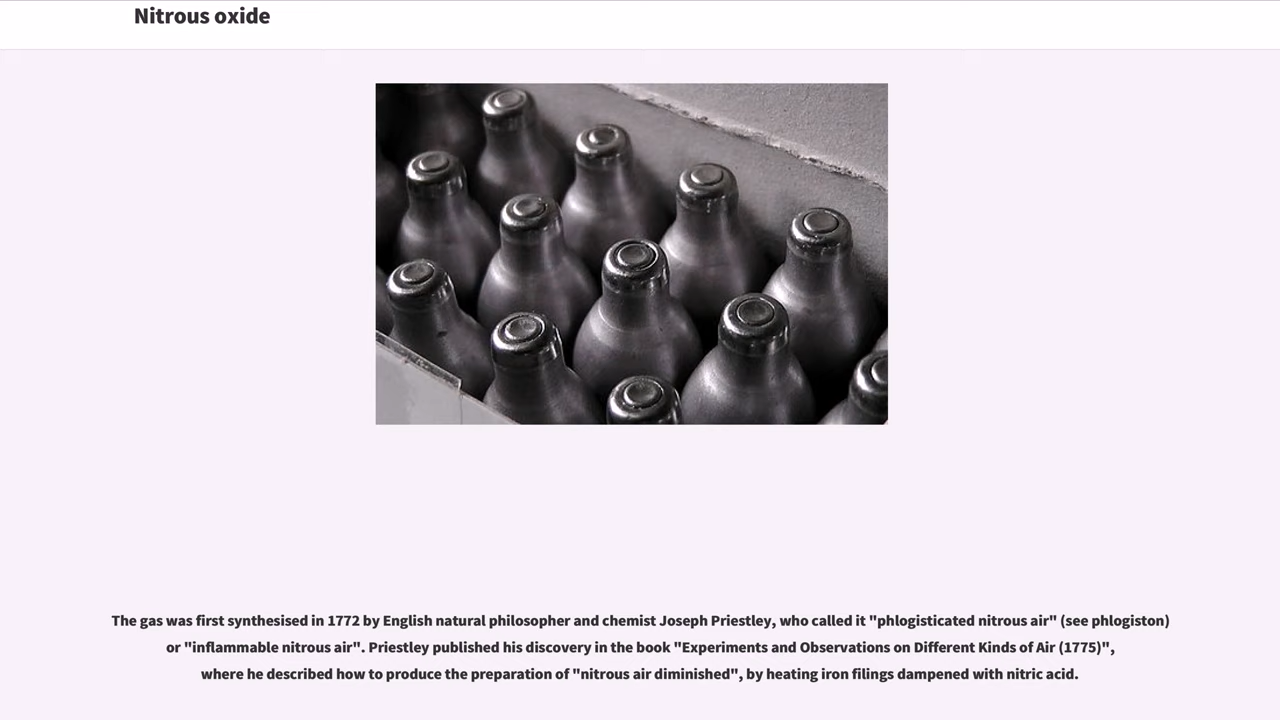 Nitrous oxide
The gas was first synthesised in 1772 by English natural philosopher and chemist Joseph Priestley, who called it "phlogisticated nitrous air" (see phlogiston)
or "inflammable nitrous air". Priestley published his discovery in the book "Experiments and Observations on Different Kinds of Air (1775)",
where he described how to produce the preparation of "nitrous air diminished", by heating iron filings dampened with nitric acid.